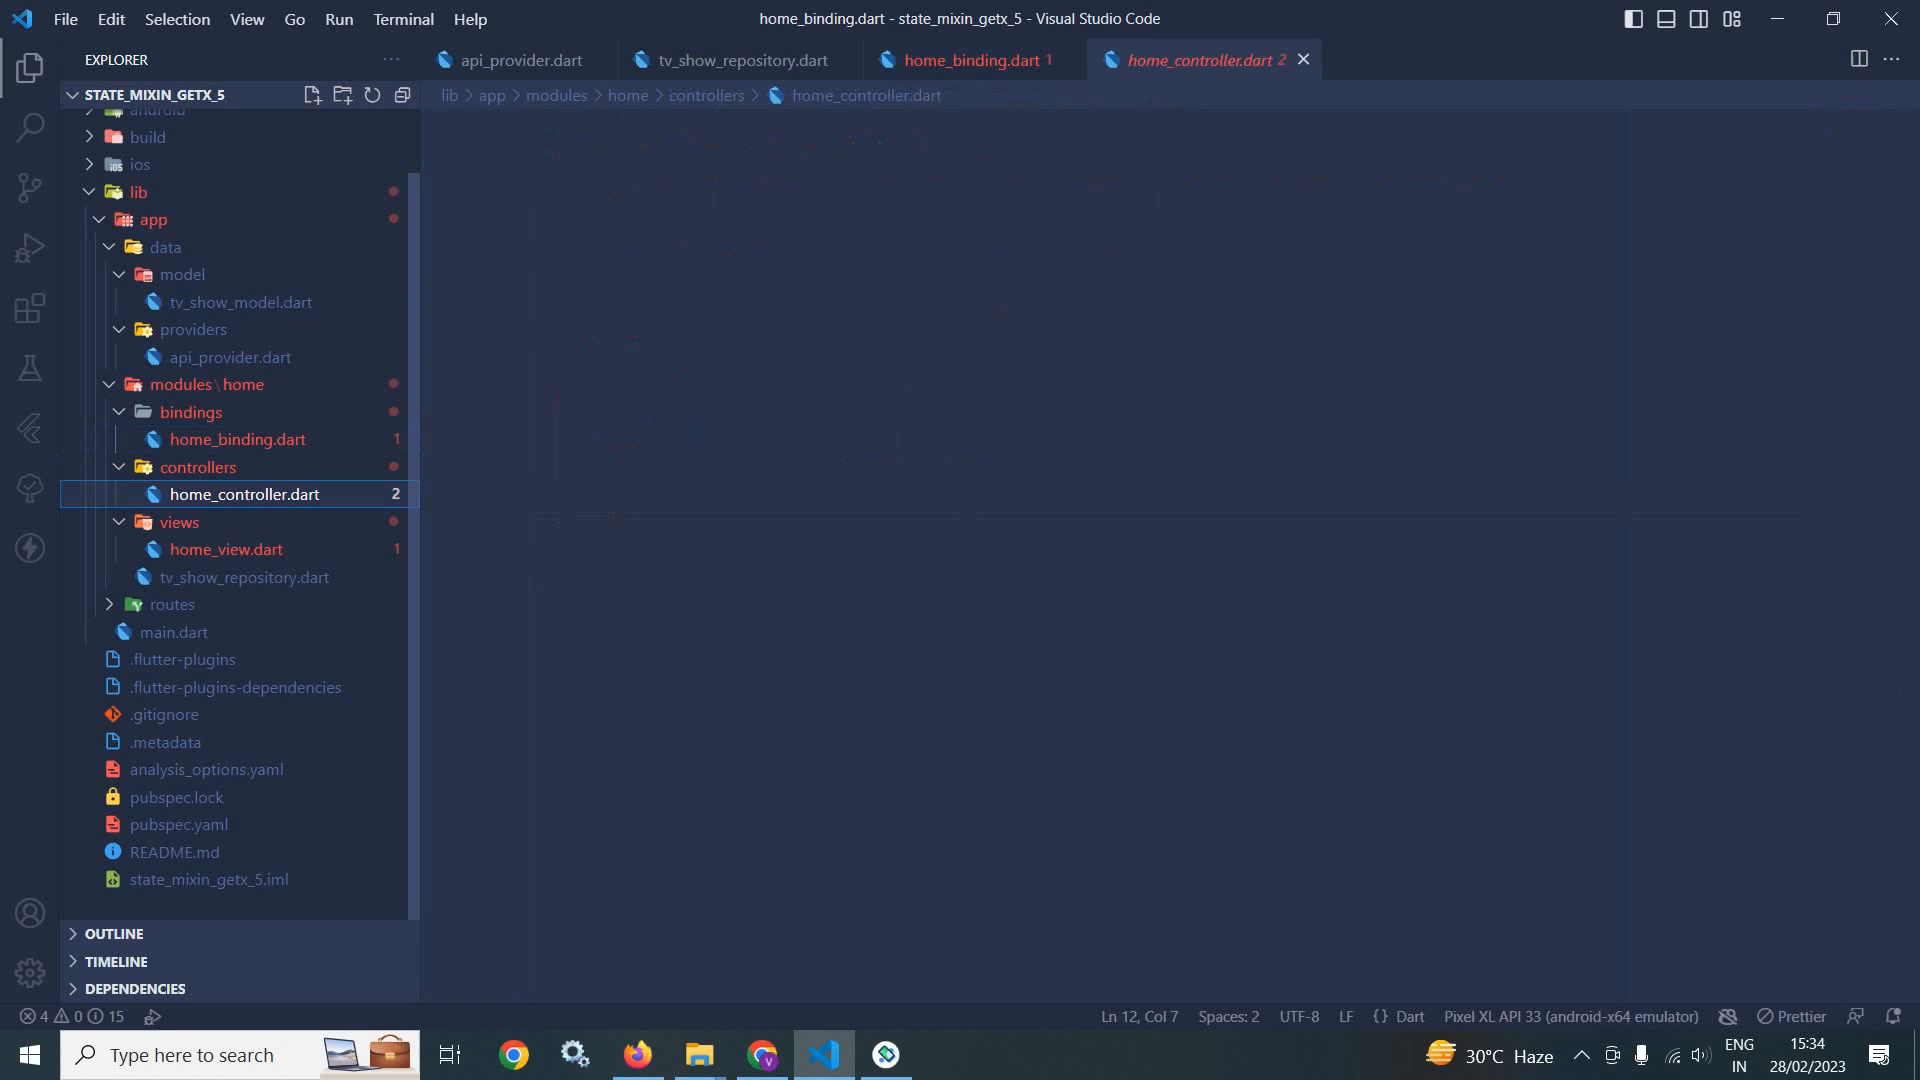 File Edit Selection View Go Run Terminal Help
home_binding.dart - state_mixin_getx_5 - Visual Studio Code
EXPLORER
api_provider.dart
tv_show_repository.dart
home_binding.dart 1
home_controller.dart 2
STATE_MIXIN_GETX_5
lib > app > modules > home > controllers > home_controller.dart
android
build
ios
lib
app
data
model
tv_show_model.dart
providers
api_provider.dart
modules\home
bindings
home_binding.dart 1
controllers
home_controller.dart 2
views
home_view.dart 1
tv_show_repository.dart
routes
main.dart
.flutter-plugins
.flutter-plugins-dependencies
.gitignore
.metadata
analysis_options.yaml
pubspec.lock
pubspec.yaml
README.md
state_mixin_getx_5.iml
OUTLINE
TIMELINE
DEPENDENCIES
4 0 15
Ln 12, Col 7 Spaces: 2 UTF-8 LF {} Dart Pixel XL API 33 (android-x64 emulator) Prettier
Type here to search
30°C Haze
ENG
IN
15:34
28/02/2023